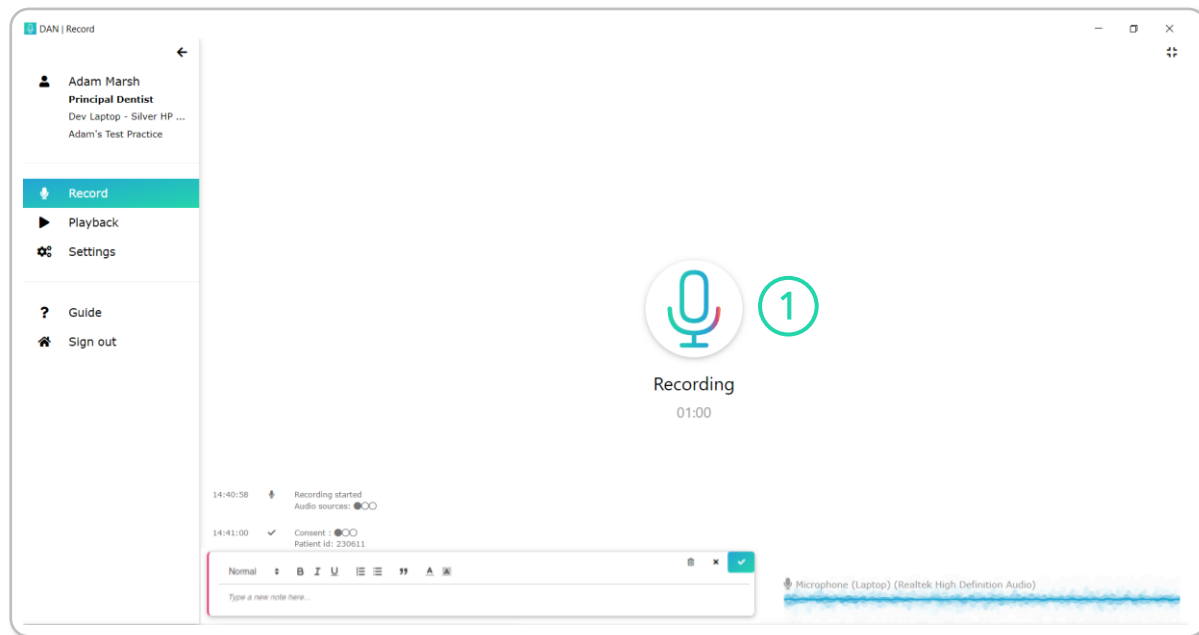 DAN | Record
Adam Marsh
Principal Dentist
Dev Laptop - Silver HP ...
Adam's Test Practice
Record
Playback
Settings
? Guide
Sign out
1
Recording
01:00
14:40:58 Recording started
Audio sources:
14:41:00 Consent :
Patient id: 230611
Normal B I U A A
Type a new note here...
Microphone (Laptop) (Realtek High Definition Audio)